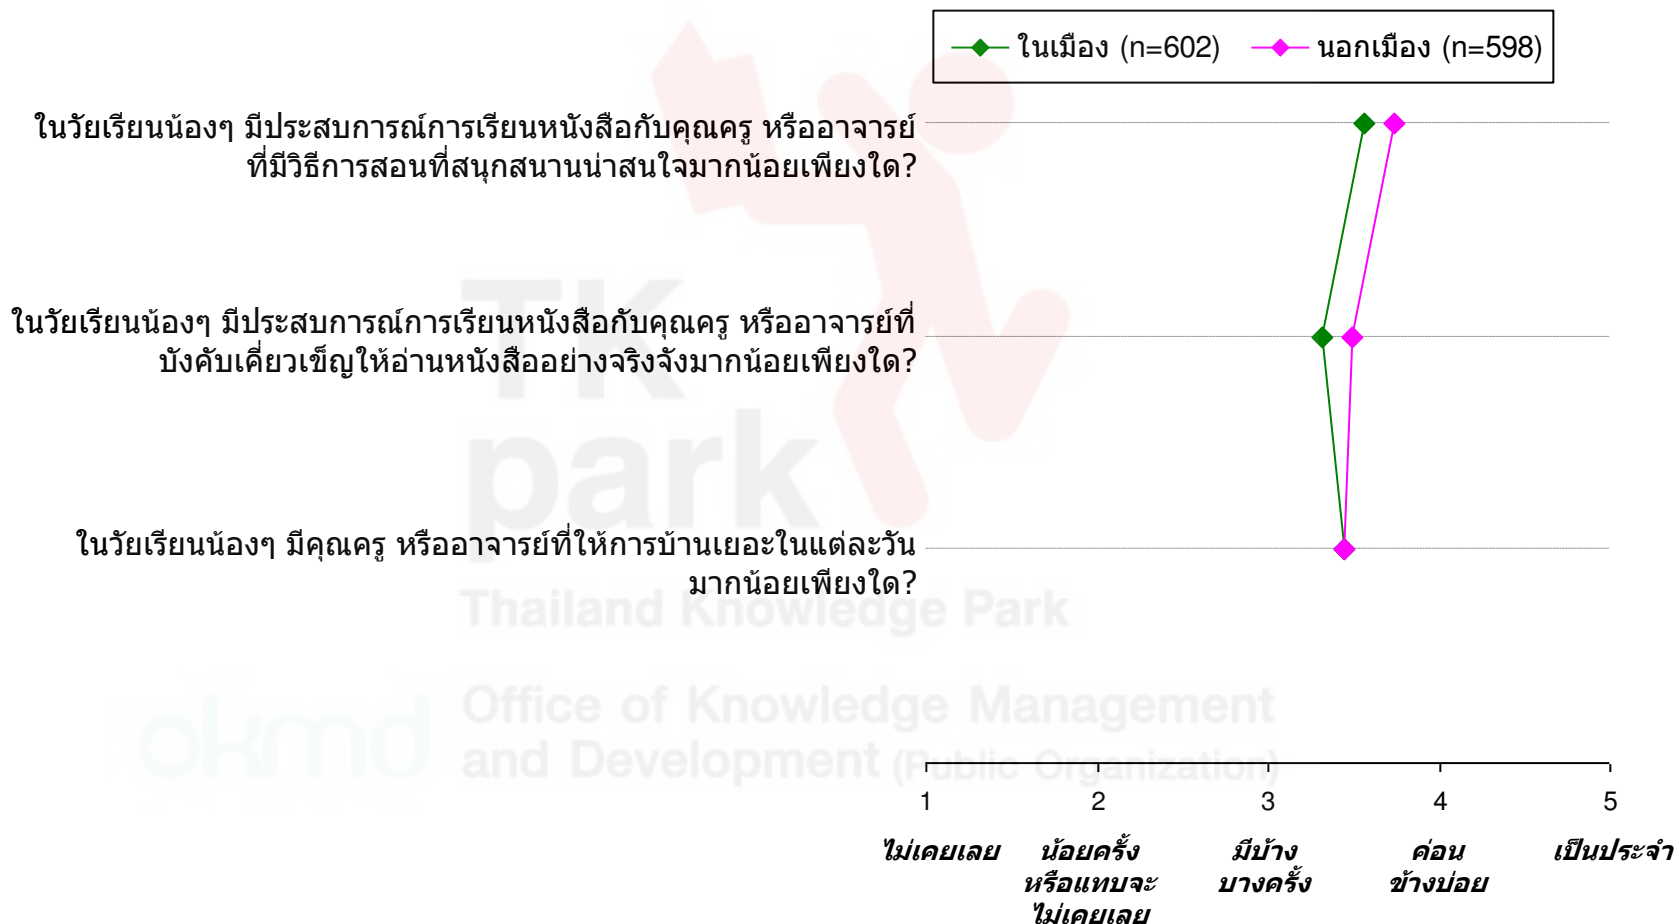 ในเมือง (n=602) นอกเมือง (n=598)
ในวัยเรียนน้องๆ มีประสบการณ์การเรียนหนังสือกับคุณครู หรืออาจารย์
ที่มีวิธีการสอนที่สนุกสนานน่าสนใจมากน้อยเพียงใด?
ในวัยเรียนน้องๆ มีประสบการณ์การเรียนหนังสือกับคุณครู หรืออาจารย์ที่
บังคับเคี่ยวเข็ญให้อ่านหนังสืออย่างจริงจังมากน้อยเพียงใด?
TK
park
ในวัยเรียนน้องๆ มีคุณครู หรืออาจารย์ที่ให้การบ้านเยอะในแต่ละวัน
มากน้อยเพียงใด?
Thailand Knowledge Park
okmd
Office of Knowledge Management
and Development (Public Organization)
1 2 3 4 5
ไม่เคยเลย น้อยครั้ง มีบ้าง ค่อน เป็นประจำ
หรือแทบจะ บางครั้ง ข้างบ่อย
ไม่เคยเลย